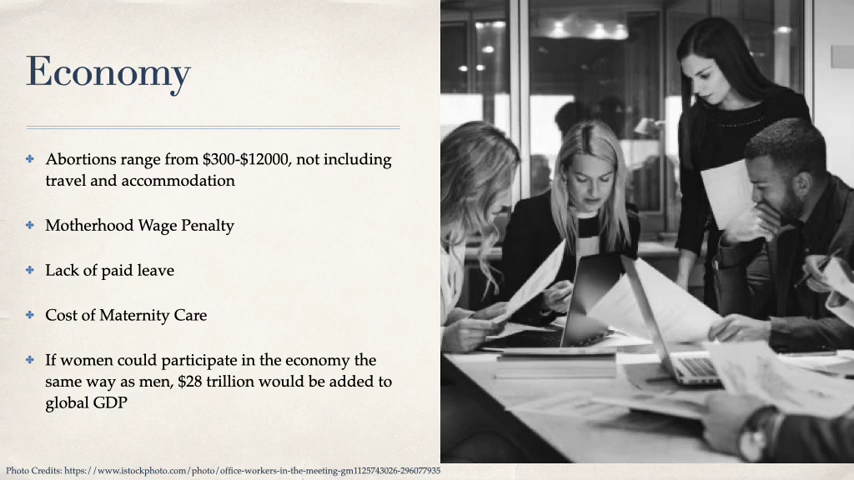 Economy
Abortions range from $300-$12000, not including
travel and accommodation
Motherhood Wage Penalty
Lack of paid leave
Cost of Maternity Care
If women could participate in the economy the
same way as men, $28 trillion would be added to
global GDP
Photo Credits: https://www.istockphoto.com/photo/office-workers-in-the-meeting-gm1125743026-296077935